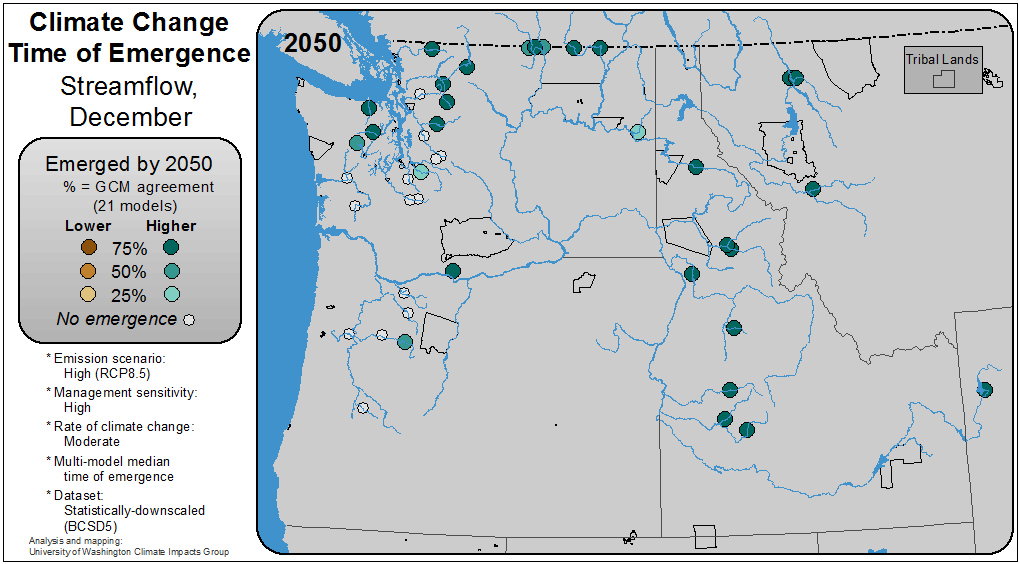 Climate Change
Time of Emergence
Streamflow,
December
Emerged by 2050
% = GCM agreement
(21 models)
Lower Higher
75%
50%
25%
No emergence
* Emission scenario:
High (RCP8.5)
* Management sensitivity:
High
* Rate of climate change:
Moderate
* Multi-model median
time of emergence
* Dataset:
Statistically-downscaled
(BCSD5)
Analysis and mapping:
University of Washington Climate Impacts Group
2050
Tribal Lands